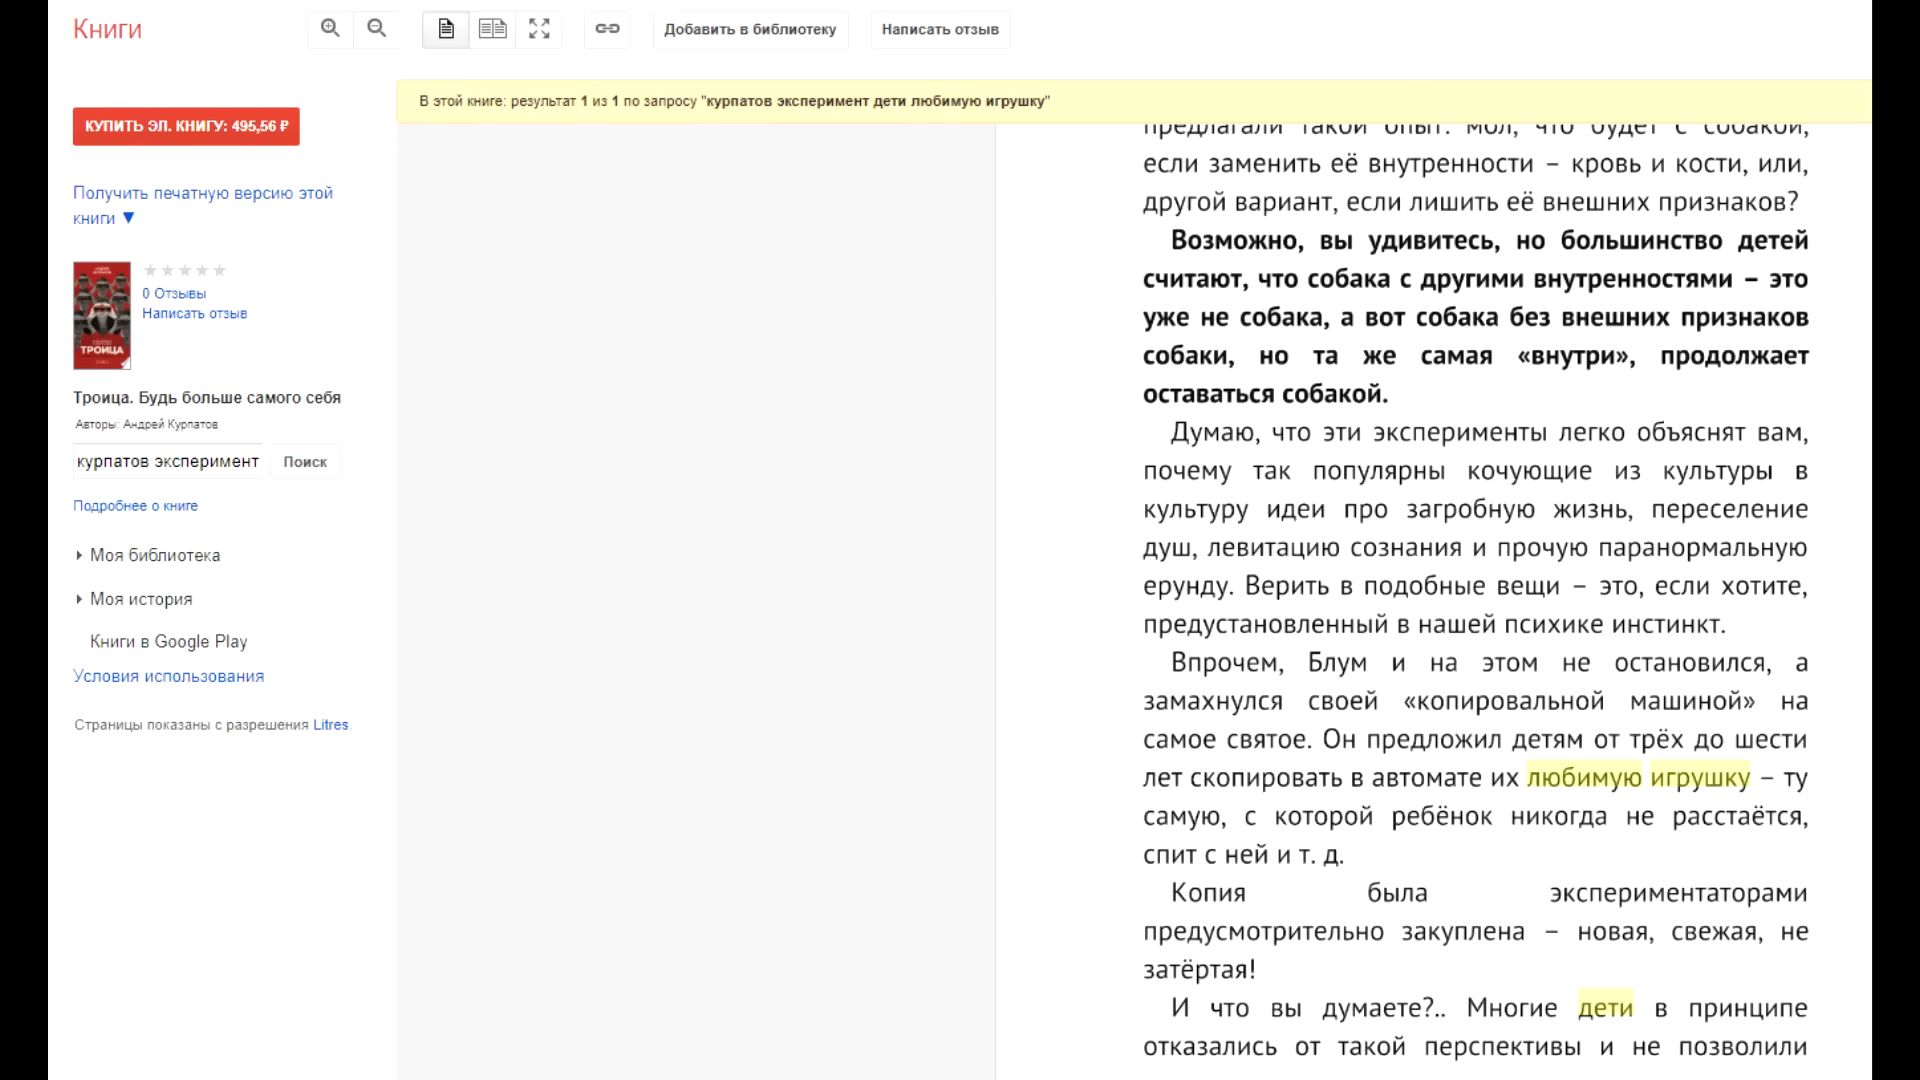 Книги
Добавить в библиотеку
Написать отзыв
В этой книге: результат 1 из 1 по запросу "курпатов эксперимент дети любимую игрушку"
КУПИТЬ ЭЛ. КНИГУ: 495,56 ₽
Получить печатную версию этой
книги ▼
ТРОИЦА
0 Отзывы
Написать отзыв
Троица. Будь больше самого себя
Авторы: Андрей Курпатов
курпатов эксперимент
Поиск
Подробнее о книге
Моя библиотека
Моя история
Книги в Google Play
Условия использования
Страницы показаны с разрешения Litres.
предлагали такой опыт: мол, что будет с собакой,
если заменить её внутренности – кровь и кости, или,
другой вариант, если лишить её внешних признаков?
Возможно, вы удивитесь, но большинство детей
считают, что собака с другими внутренностями – это
уже не собака, а вот собака без внешних признаков
собаки, но та же самая «внутри», продолжает
оставаться собакой.
Думаю, что эти эксперименты легко объяснят вам,
почему так популярны кочующие из культуры в
культуру идеи про загробную жизнь, переселение
душ, левитацию сознания и прочую паранормальную
ерунду. Верить в подобные вещи – это, если хотите,
предустановленный в нашей психике инстинкт.
Впрочем, Блум и на этом не остановился, а
замахнулся своей «копировальной машиной» на
самое святое. Он предложил детям от трёх до шести
лет скопировать в автомате их любимую игрушку – ту
самую, с которой ребёнок никогда не расстаётся,
спит с ней и т. д.
Копия была экспериментаторами
предусмотрительно закуплена – новая, свежая, не
затёртая!
И что вы думаете?.. Многие дети в принципе
отказались от такой перспективы и не позволили